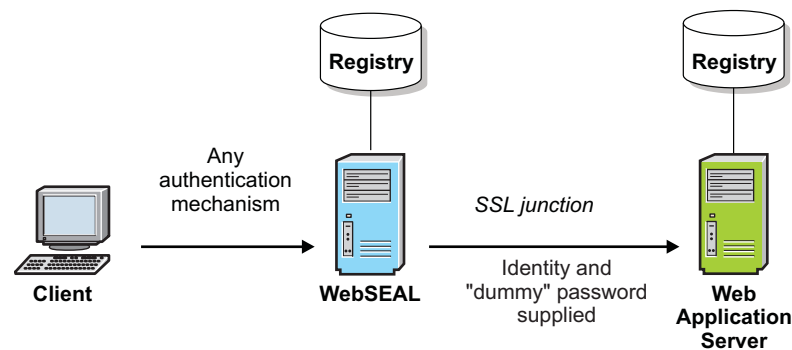 Registry
Registry
Any
authentication
mechanism
SSL junction
Identity and
"dummy" password
supplied
Client
WebSEAL
Web
Application
Server